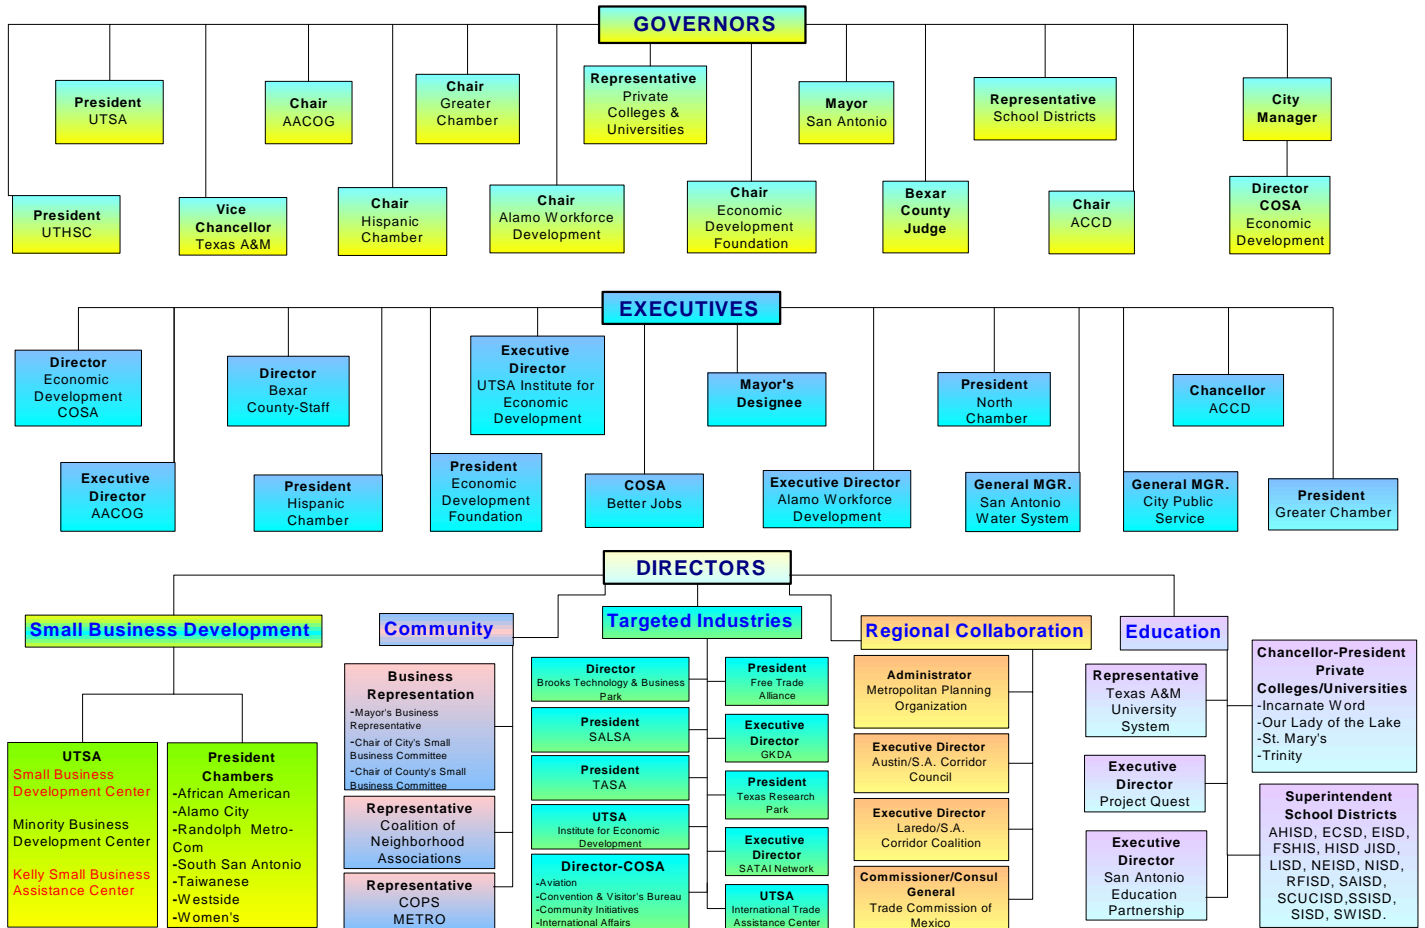 GOVERNORS
President
UTSA
Chair
AACOG
Chair
Greater
Chamber
Representative
Private
Colleges &
Universities
Mayor
San Antonio
Representative
School Districts
City
Manager
President
UTHSC
Vice
Chancellor
Texas A&M
Chair
Hispanic
Chamber
Chair
Alamo Workforce
Development
Chair
Economic
Development
Foundation
Bexar
County
Judge
Chair
ACCD
Director
COSA
Economic
Development
EXECUTIVES
Director
Economic
Development
COSA
Director
Bexar
County-Staff
Executive
Director
UTSA Institute for
Economic
Development
Mayor's
Designee
President
North
Chamber
Chancellor
ACCD
Executive
Director
AACOG
President
Hispanic
Chamber
President
Economic
Development
Foundation
COSA
Better Jobs
Executive Director
Alamo Workforce
Development
General MGR.
San Antonio
Water System
General MGR.
City Public
Service
President
Greater Chamber
DIRECTORS
Small Business Development
UTSA
Small Business
Development Center
Minority Business
Development Center
Kelly Small Business
Assistance Center
President
Chambers
-African American
-Alamo City
-Randolph Metro-
Com
-South San Antonio
-Taiwanese
-Westside
-Women's
Community
Business
Representation
-Mayor's Business
Representative
-Chair of City's Small
Business Committee
-Chair of County's Small
Business Committee
Representative
Coalition of
Neighborhood
Associations
Representative
COPS
METRO
Targeted Industries
Director
Brooks Technology & Business
Park
President
SALSA
President
TASA
UTSA
Institute for Economic
Development
Director-COSA
-Aviation
-Convention & Visitor's Bureau
-Community Initiatives
-International Affairs
President
Free Trade
Alliance
Executive
Director
GKDA
President
Texas Research
Park
Executive
Director
SATAI Network
UTSA
International Trade
Assistance Center
Regional Collaboration
Administrator
Metropolitan Planning
Organization
Executive Director
Austin/S.A. Corridor
Council
Executive Director
Laredo/S.A.
Corridor Coalition
Commissioner/Consul
General
Trade Commission of
Mexico
Education
Representative
Texas A&M
University
System
Executive
Director
Project Quest
Executive
Director
San Antonio
Education
Partnership
Chancellor-President
Private
Colleges/Universities
-Incarnate Word
-Our Lady of the Lake
-St. Mary's
-Trinity
Superintendent
School Districts
AHISD, ECSD, EISD,
FSHIS, HISD JISD,
LISD, NEISD, NISD,
RFISD, SAISD,
SCUCISD,SSISD,
SISD, SWISD.